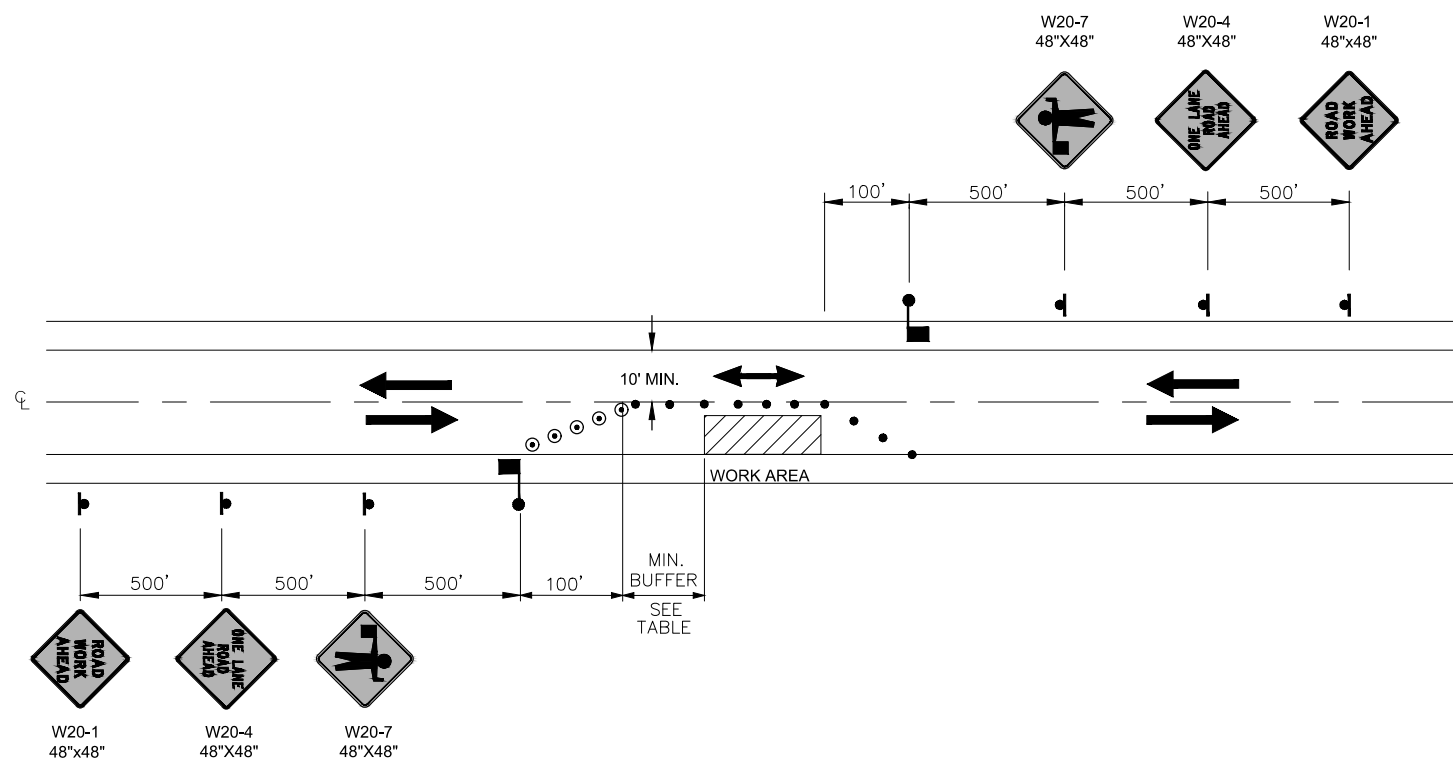 W20-7
48"X48"
W20-4
48"X48"
W20-1
48"x48"
ONE LANE
ROAD
AHEAD
ROAD
WORK
AHEAD
100'
500'
500'
500'
10' MIN.
℄
WORK AREA
500'
500'
500'
100'
MIN.
BUFFER
SEE
TABLE
ROAD
WORK
AHEAD
ONE LANE
ROAD
AHEAD
W20-1
48"x48"
W20-4
48"X48"
W20-7
48"X48"